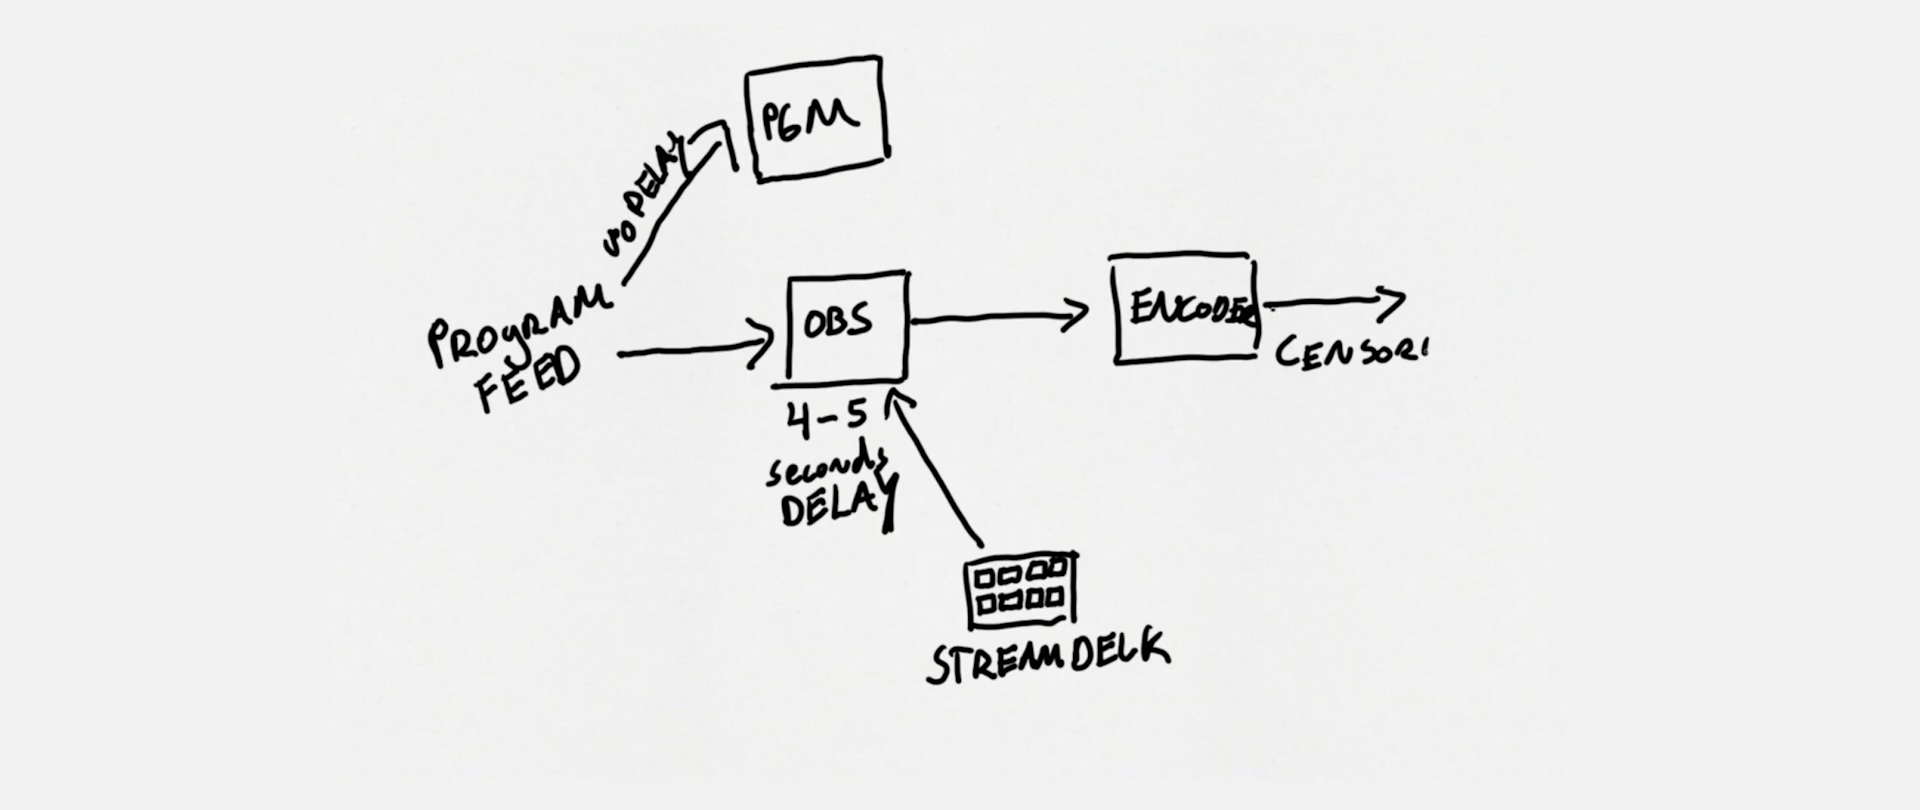 PGM
NO DELAY
PROGRAM
FEED
OBS
4-5
seconds
DELAY
ENCODER
CENSORI
STREAMDECK